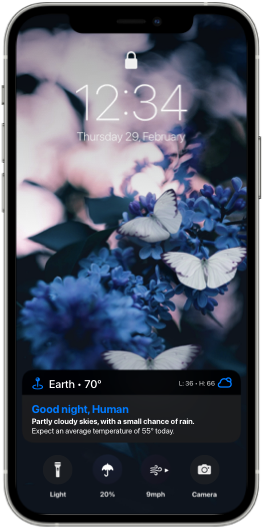 12:34
Thursday 29, February
Earth • 70°
L: 36 • H: 66
Good night, Human
Partly cloudy skies, with a small chance of rain.
Expect an average temperature of 55° today.
Light
20%
9mph
Camera